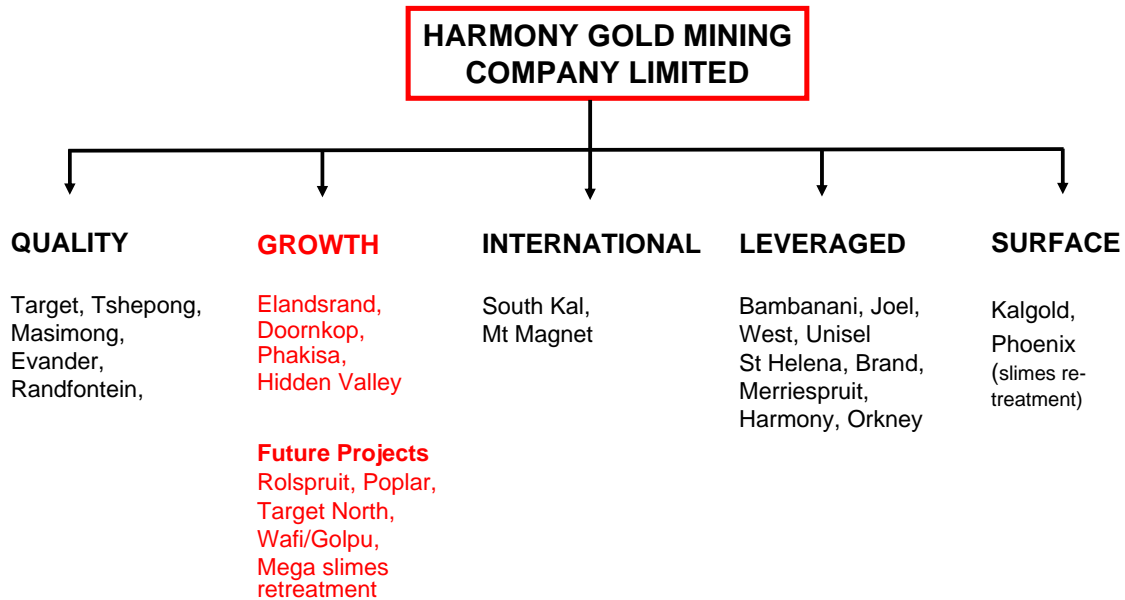 HARMONY GOLD MINING
COMPANY LIMITED
QUALITY
Target, Tshepong,
Masimong,
Evander,
Randfontein,
GROWTH
Elandsrand,
Doornkop,
Phakisa,
Hidden Valley
Future Projects
Rolspruit, Poplar,
Target North,
Wafi/Golpu,
Mega slimes
retreatment
INTERNATIONAL
South Kal,
Mt Magnet
LEVERAGED
Bambanani, Joel,
West, Unisel
St Helena, Brand,
Merriespruit,
Harmony, Orkney
SURFACE
Kalgold,
Phoenix
(slimes re-
treatment)